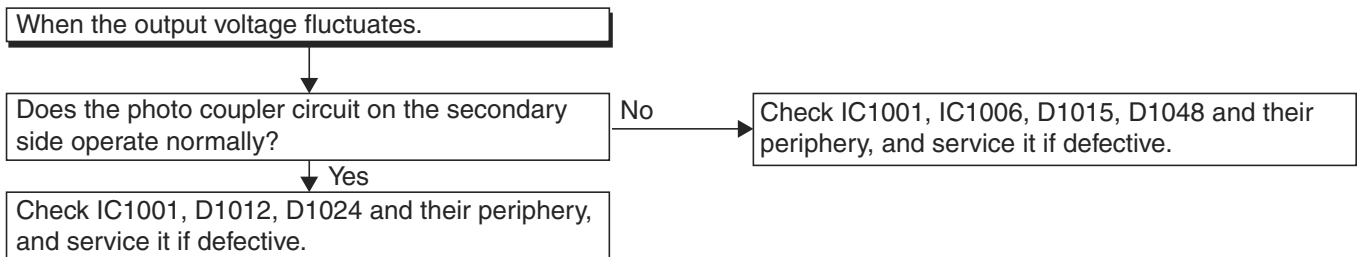 When the output voltage fluctuates.
Does the photo coupler circuit on the secondary
side operate normally?
No
Check IC1001, IC1006, D1015, D1048 and their
periphery, and service it if defective.
Yes
Check IC1001, D1012, D1024 and their periphery,
and service it if defective.